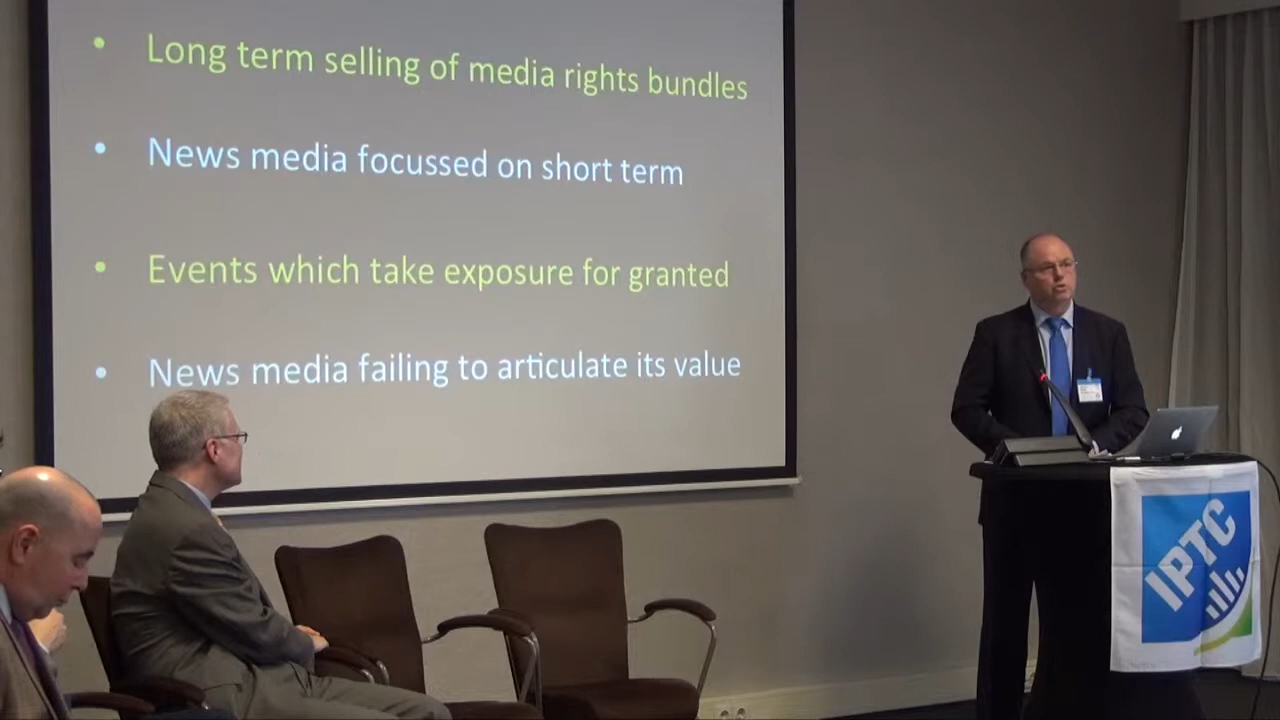 • Long term selling of media rights bundles
• News media focussed on short term
• Events which take exposure for granted
• News media failing to articulate its value
IPTC